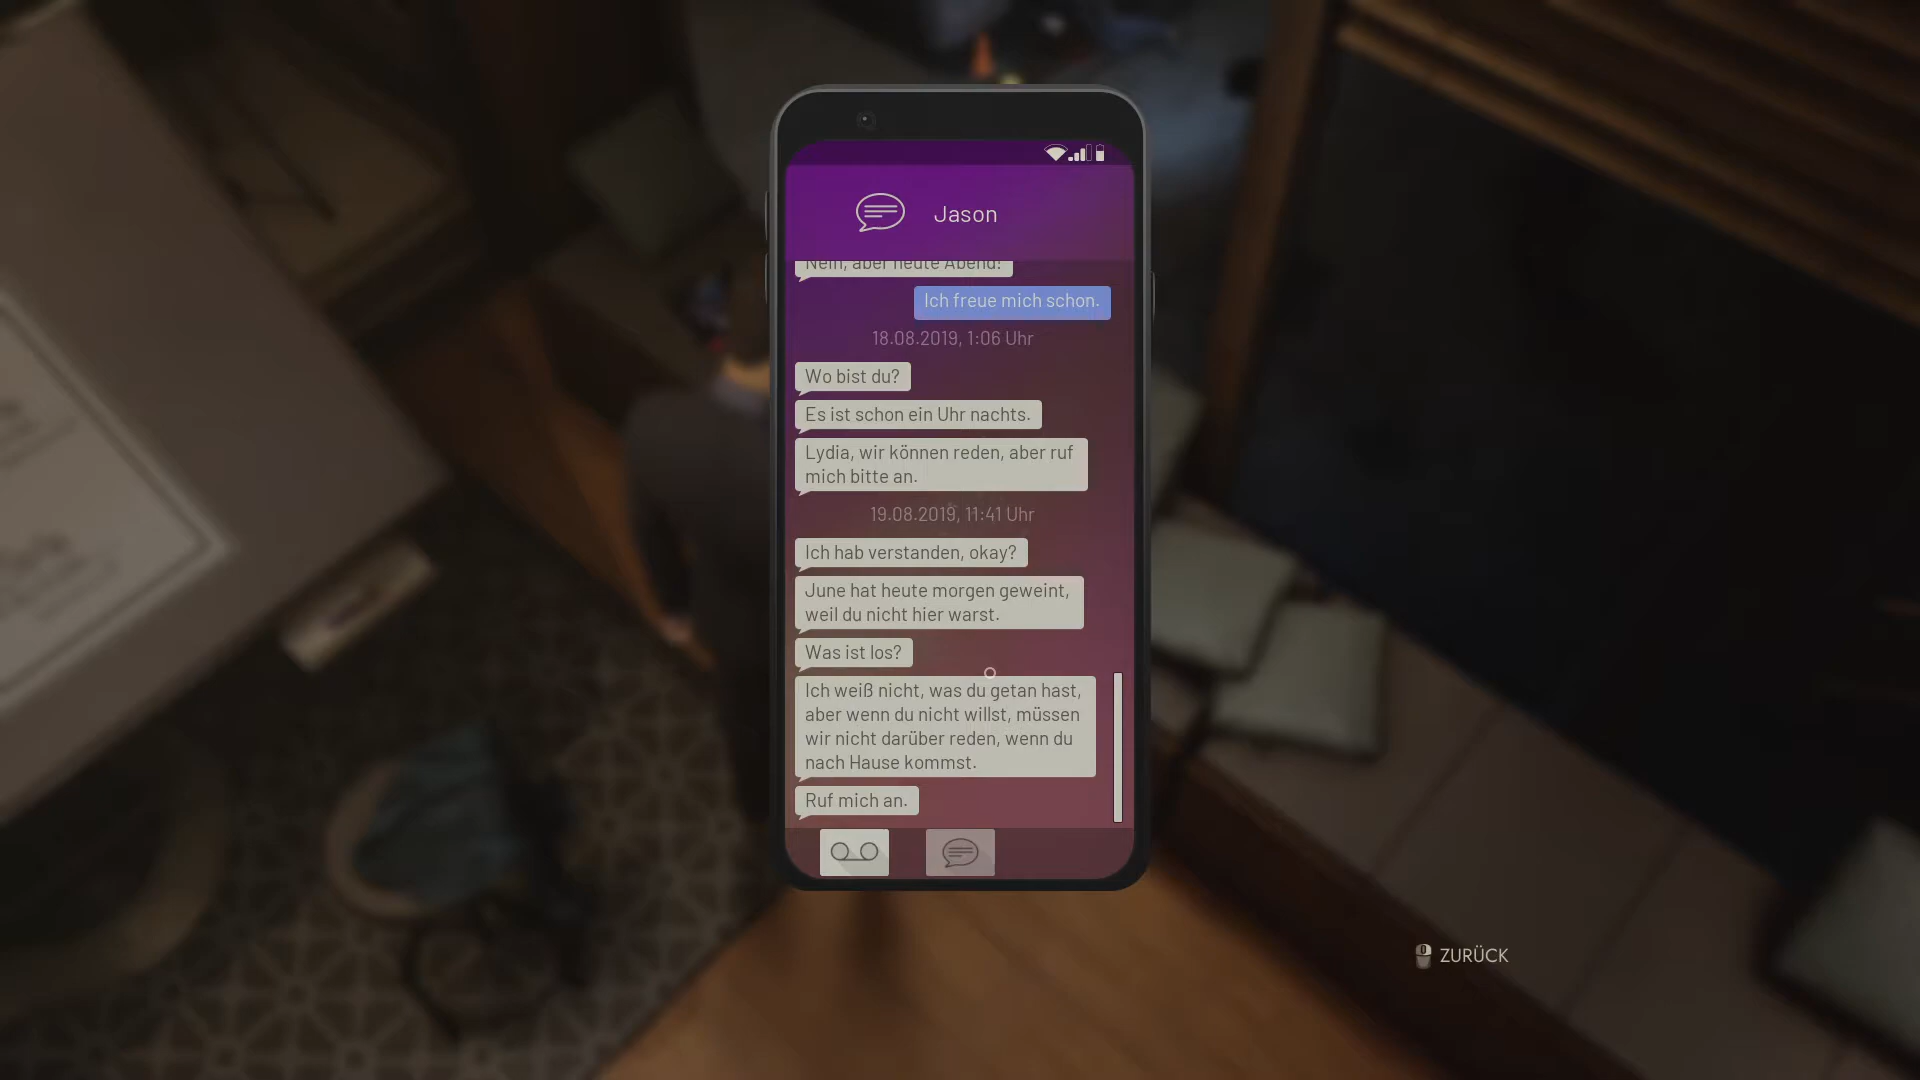 Jason
Nein, aber heute Abend!
Ich freue mich schon.
18.08.2019, 1:06 Uhr
Wo bist du?
Es ist schon ein Uhr nachts.
Lydia, wir können reden, aber ruf
mich bitte an.
19.08.2019, 11:41 Uhr
Ich hab verstanden, okay?
June hat heute morgen geweint,
weil du nicht hier warst.
Was ist los?
Ich weiß nicht, was du getan hast,
aber wenn du nicht willst, müssen
wir nicht darüber reden, wenn du
nach Hause kommst.
Ruf mich an.
ZURÜCK